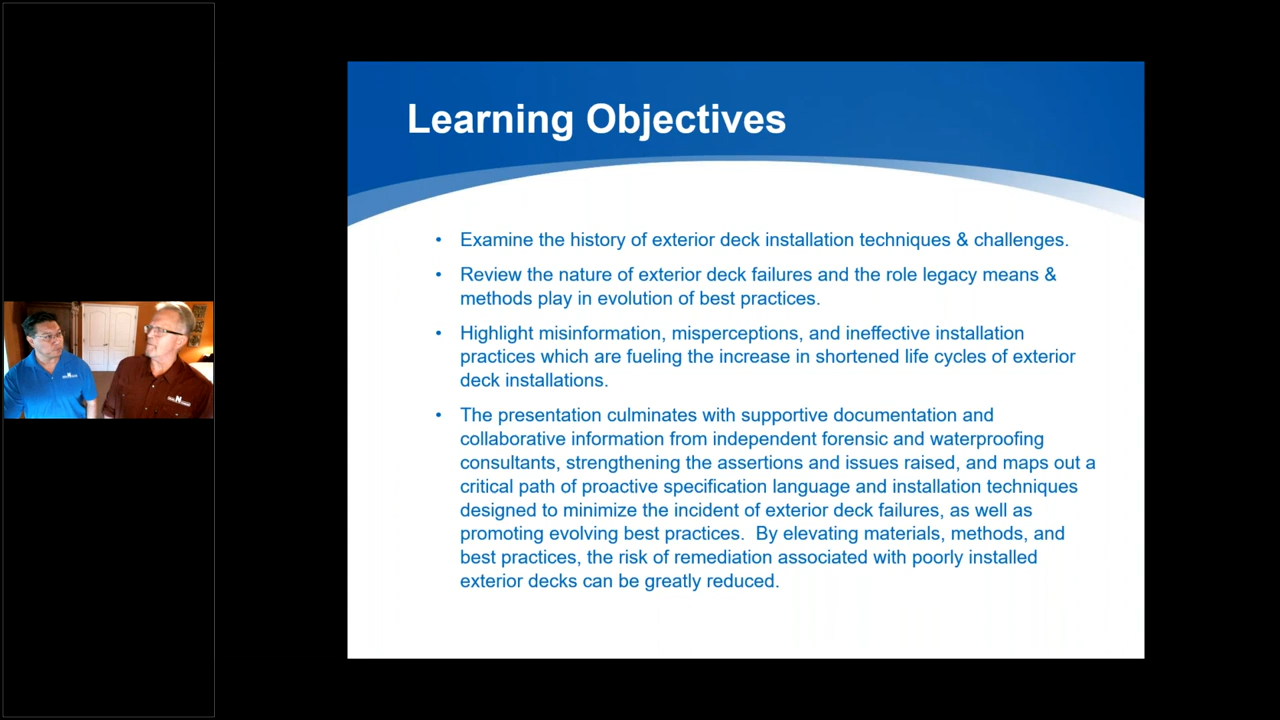 Learning Objectives
• Examine the history of exterior deck installation techniques & challenges.
• Review the nature of exterior deck failures and the role legacy means &
methods play in evolution of best practices.
• Highlight misinformation, misperceptions, and ineffective installation
practices which are fueling the increase in shortened life cycles of exterior
deck installations.
• The presentation culminates with supportive documentation and
collaborative information from independent forensic and waterproofing
consultants, strengthening the assertions and issues raised, and maps out a
critical path of proactive specification language and installation techniques
designed to minimize the incident of exterior deck failures, as well as
promoting evolving best practices.  By elevating materials, methods, and
best practices, the risk of remediation associated with poorly installed
exterior decks can be greatly reduced.